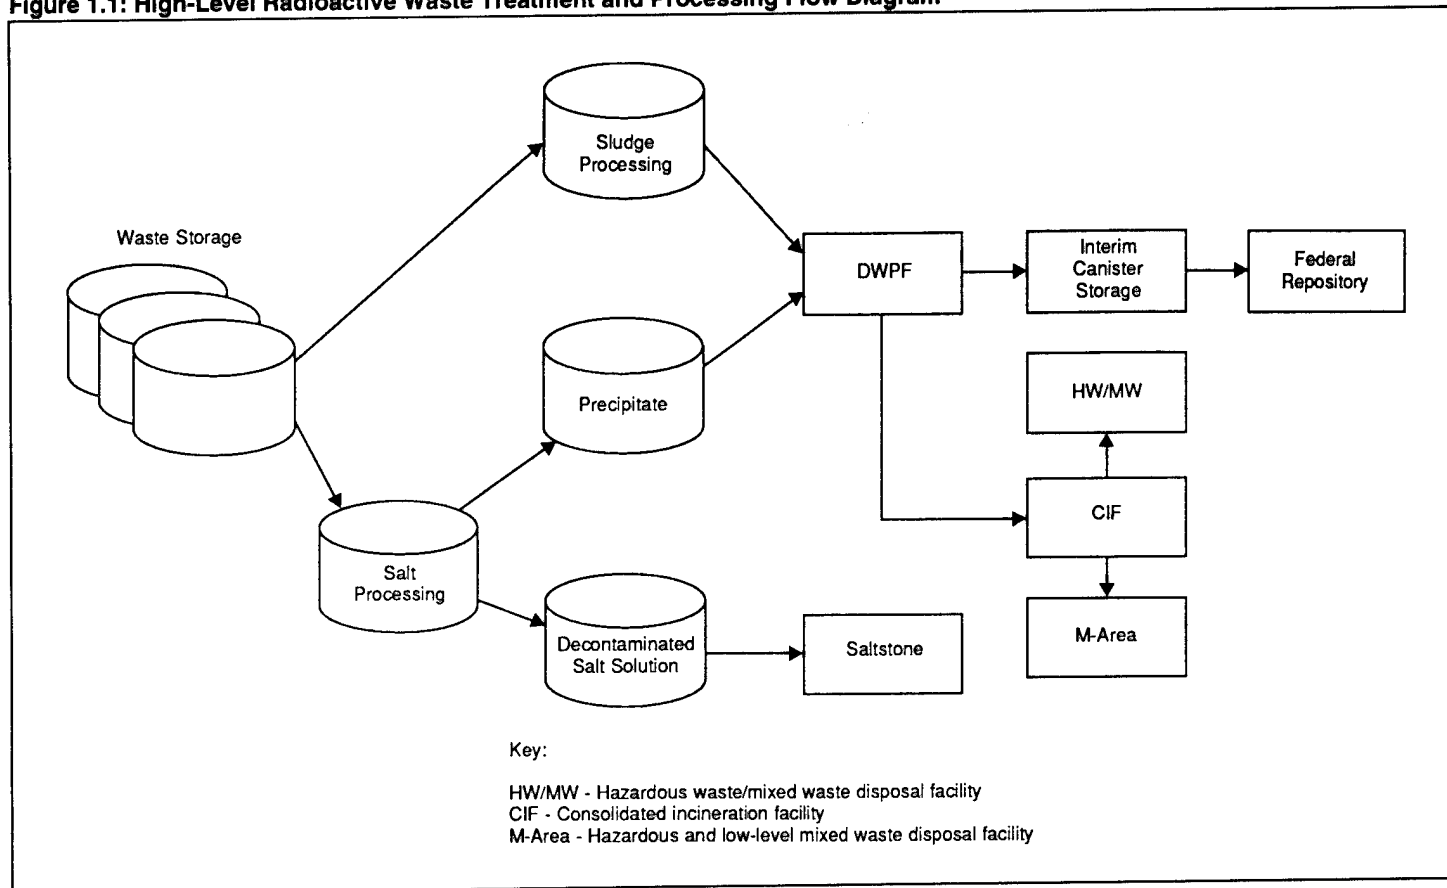 Figure 1.1: High-Level Radioactive Waste Treatment and Processing Flow Diagram
Sludge
Processing
Waste Storage
DWPF
Interim
Canister
Storage
Federal
Repository
Precipitate
HW/MW
CIF
Salt
Processing
Decontaminated
Salt Solution
Saltstone
M-Area
Key:
HW/MW - Hazardous waste/mixed waste disposal facility
CIF - Consolidated incineration facility
M-Area - Hazardous and low-level mixed waste disposal facility